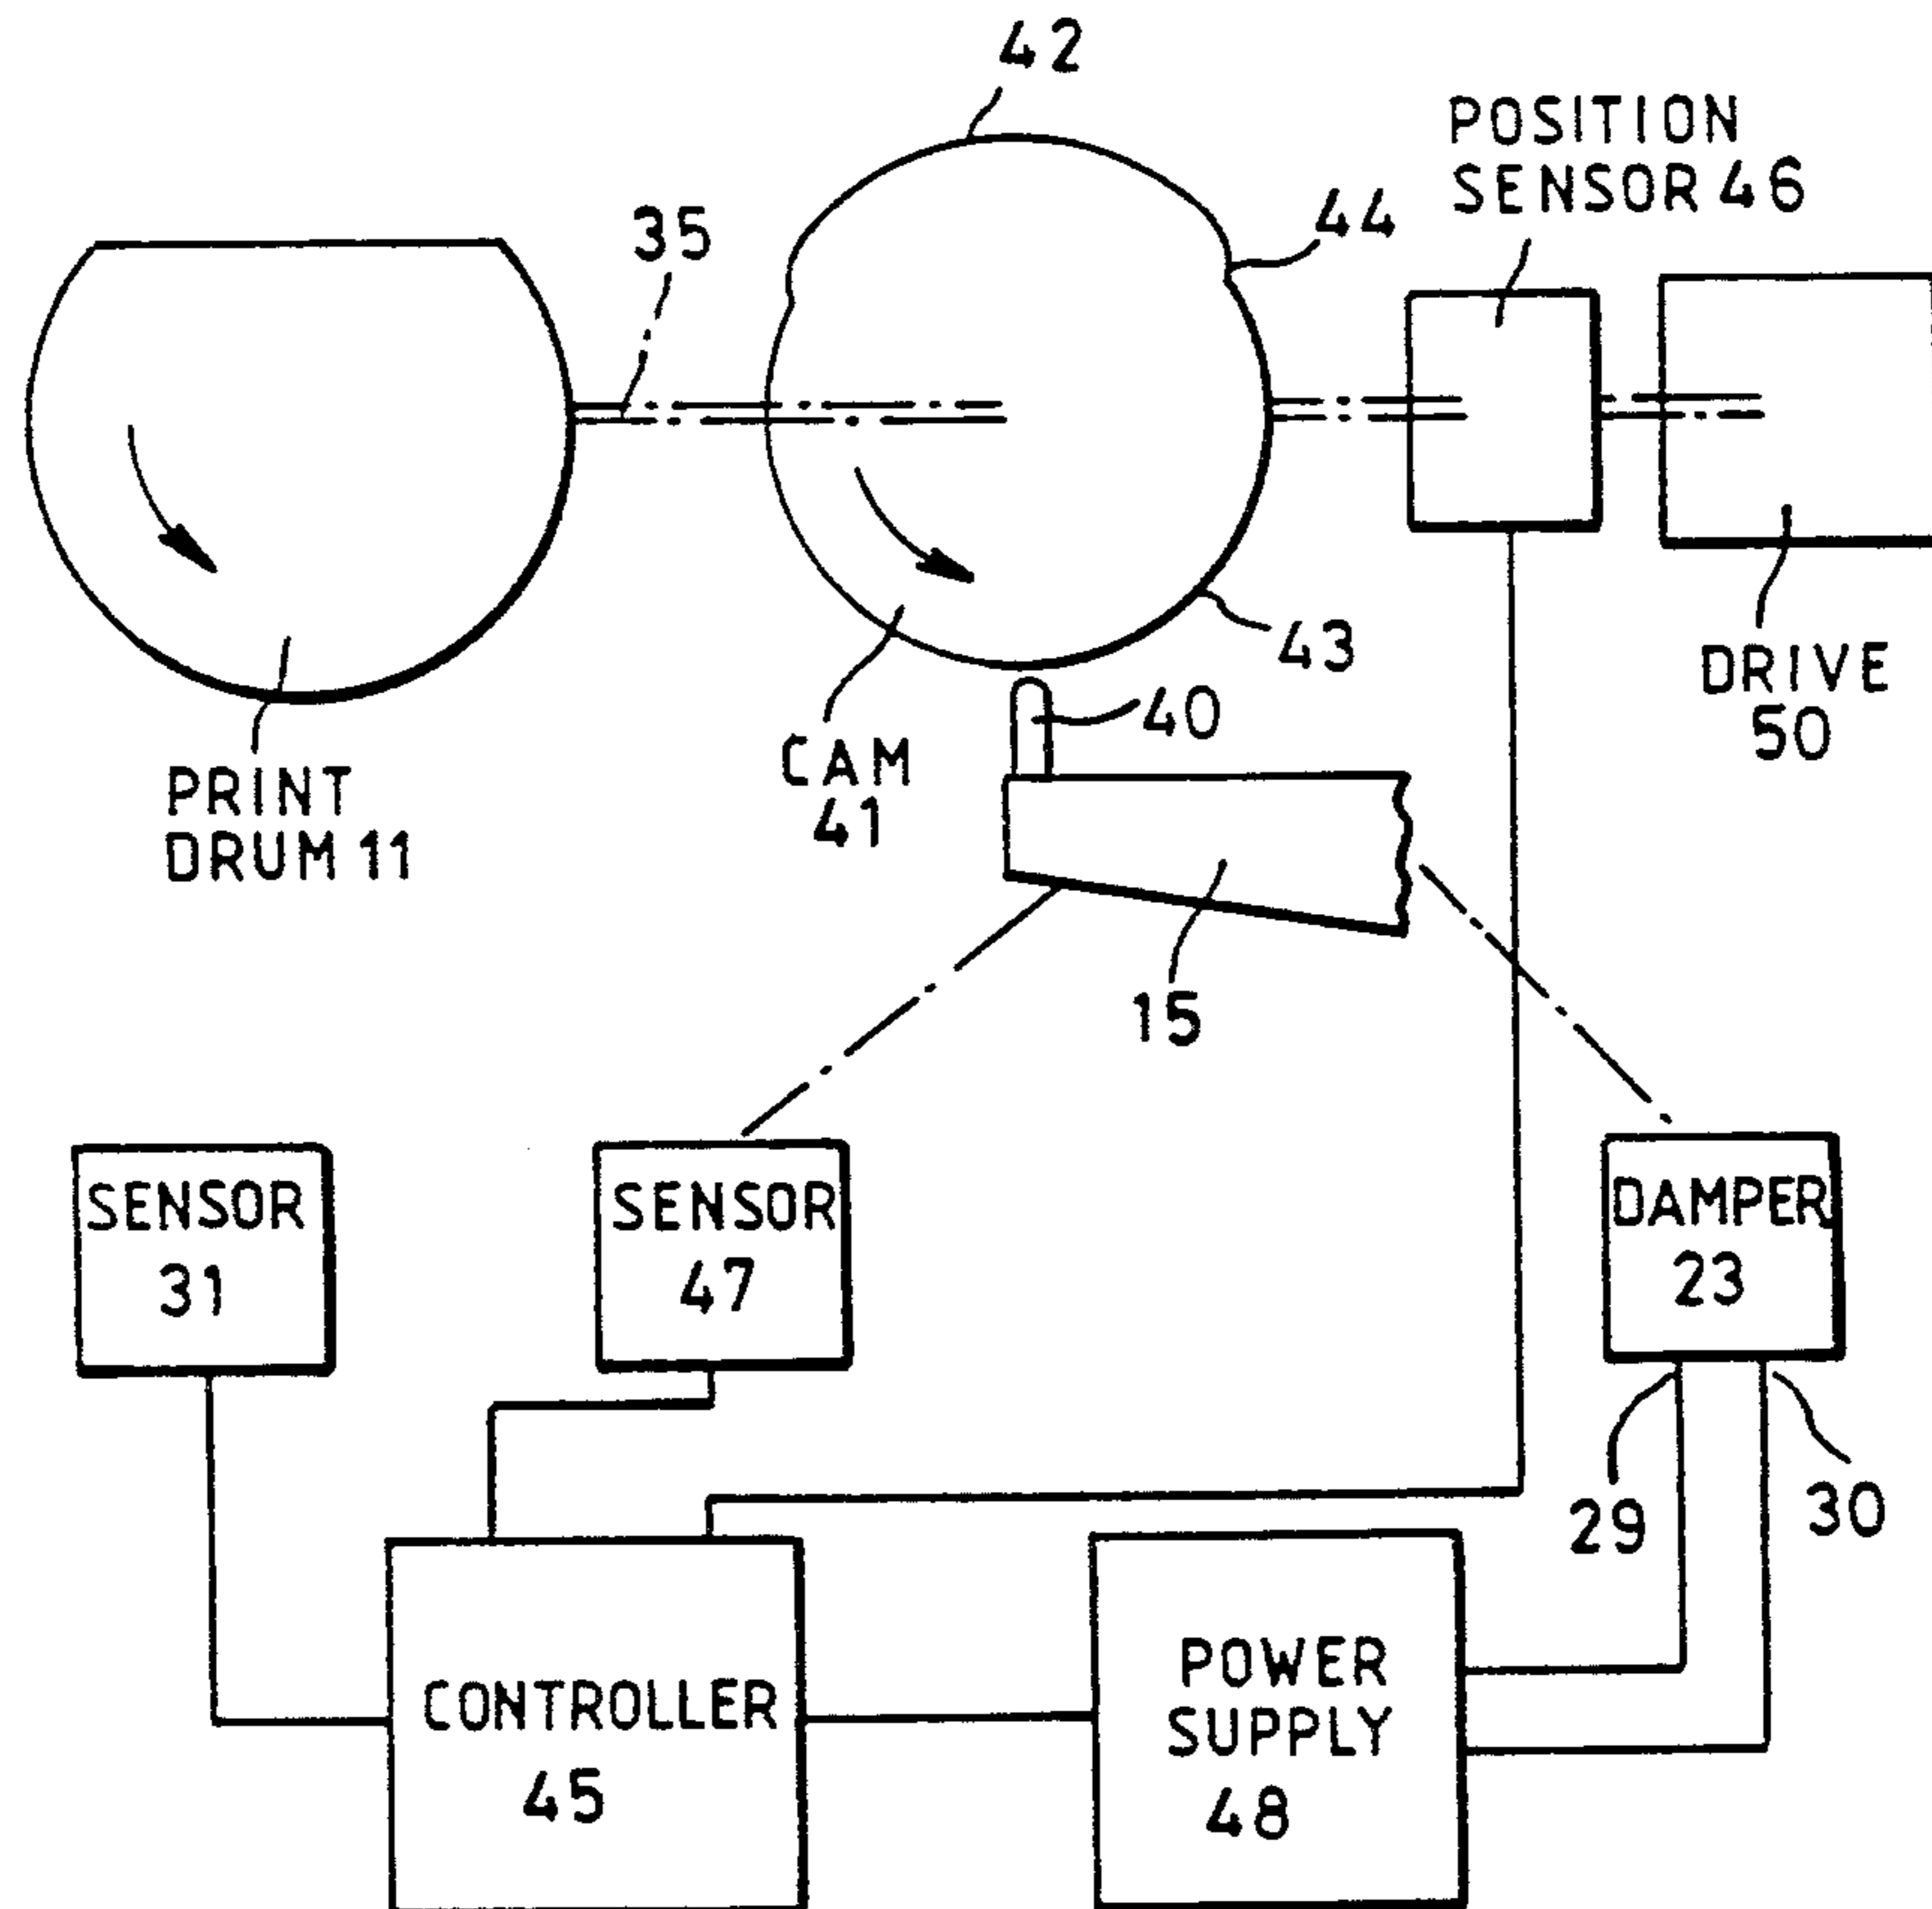 42
POSITION
SENSOR 46
35
44
43
DRIVE
50
40
PRINT
DRUM 11
CAM
41
15
SENSOR
31
SENSOR
47
DAMPER
23
29
30
CONTROLLER
45
POWER
SUPPLY
48